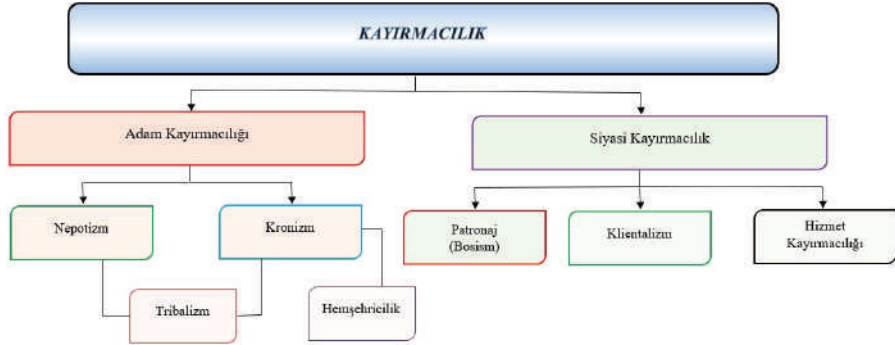 KAYIRMACILIK
Adam Kayırmacılığı
Siyasi Kayırmacılık
Nepotizm
Kronizm
Patronaj
(Bosism)
Klientalizm
Hizmet
Kayırmacılığı
Tribalizm
Hemşehricilik